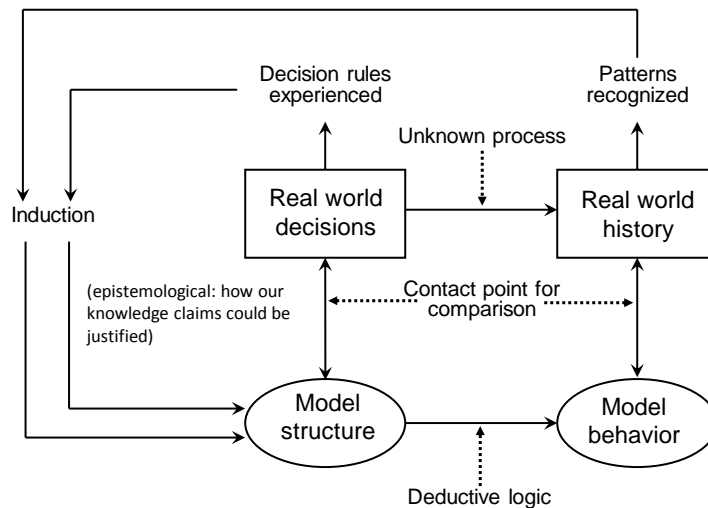 Decision rules
experienced
Patterns
recognized
Unknown process
Induction
Real world
decisions
Real world
history
(epistemological: how our
knowledge claims could be
justified)
Contact point for
comparison
Model
structure
Model
behavior
Deductive logic